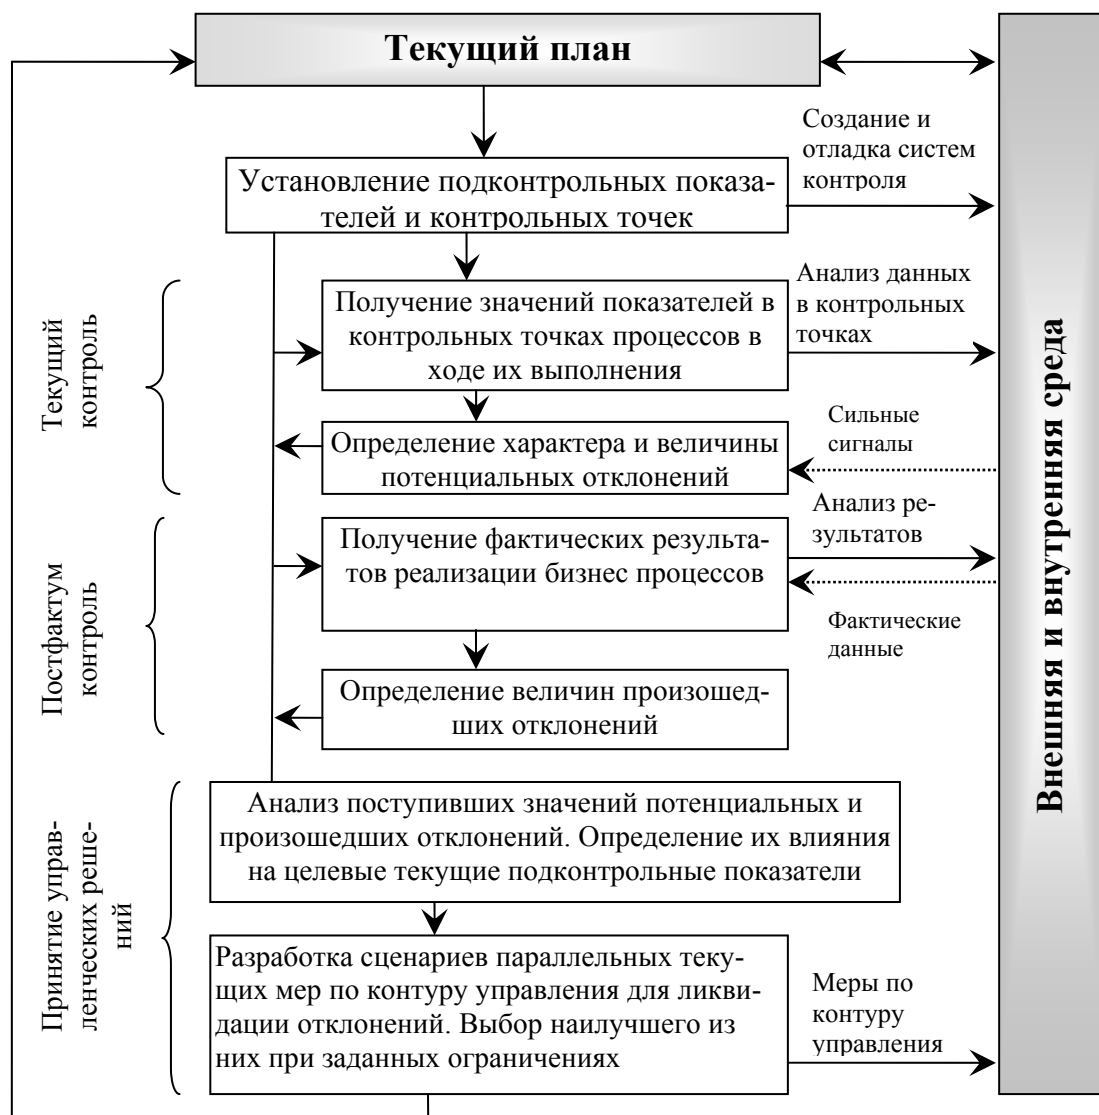 Текущий план
Создание и
отладка систем
контроля
Установление подконтрольных показа-
телей и контрольных точек
Текущий
контроль
Получение значений показателей в
контрольных точках процессов в
ходе их выполнения
Анализ данных
в контрольных
точках
Определение характера и величины
потенциальных отклонений
Сильные
сигналы
Постфактум
контроль
Получение фактических результа-
тов реализации бизнес процессов
Анализ ре-
зультатов
Фактические
данные
Определение величин произошед-
ших отклонений
Принятие управ-
ленческих реше-
ний
Анализ поступивших значений потенциальных и
произошедших отклонений. Определение их влияния
на целевые текущие подконтрольные показатели
Разработка сценариев параллельных теку-
щих мер по контуру управления для ликви-
дации отклонений. Выбор наилучшего из
них при заданных ограничениях
Меры по
контуру
управления
Внешняя и внутренняя среда